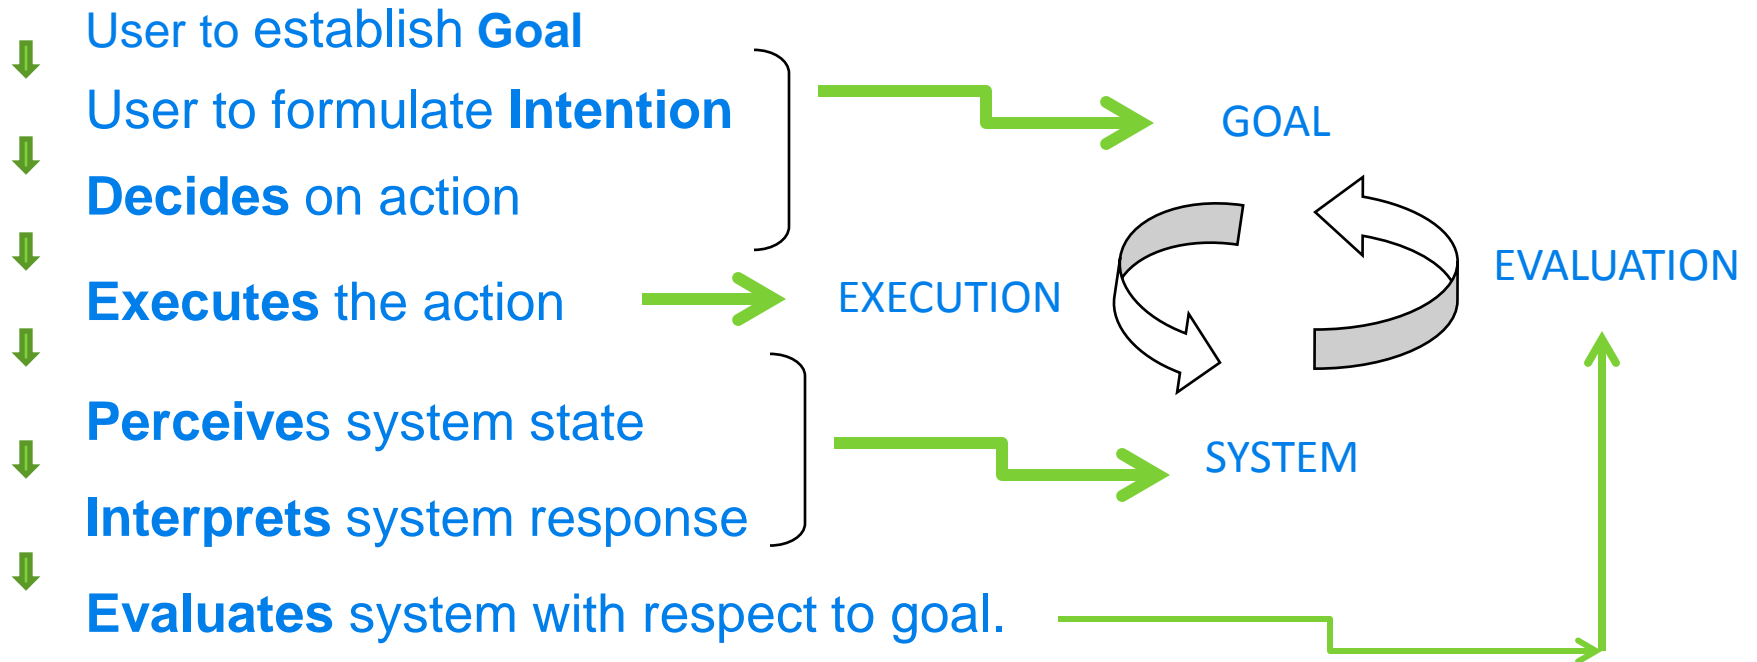 User to establish Goal
User to formulate Intention
Decides on action
Executes the action
Perceives system state
Interprets system response
Evaluates system with respect to goal.
GOAL
EXECUTION
EVALUATION
SYSTEM